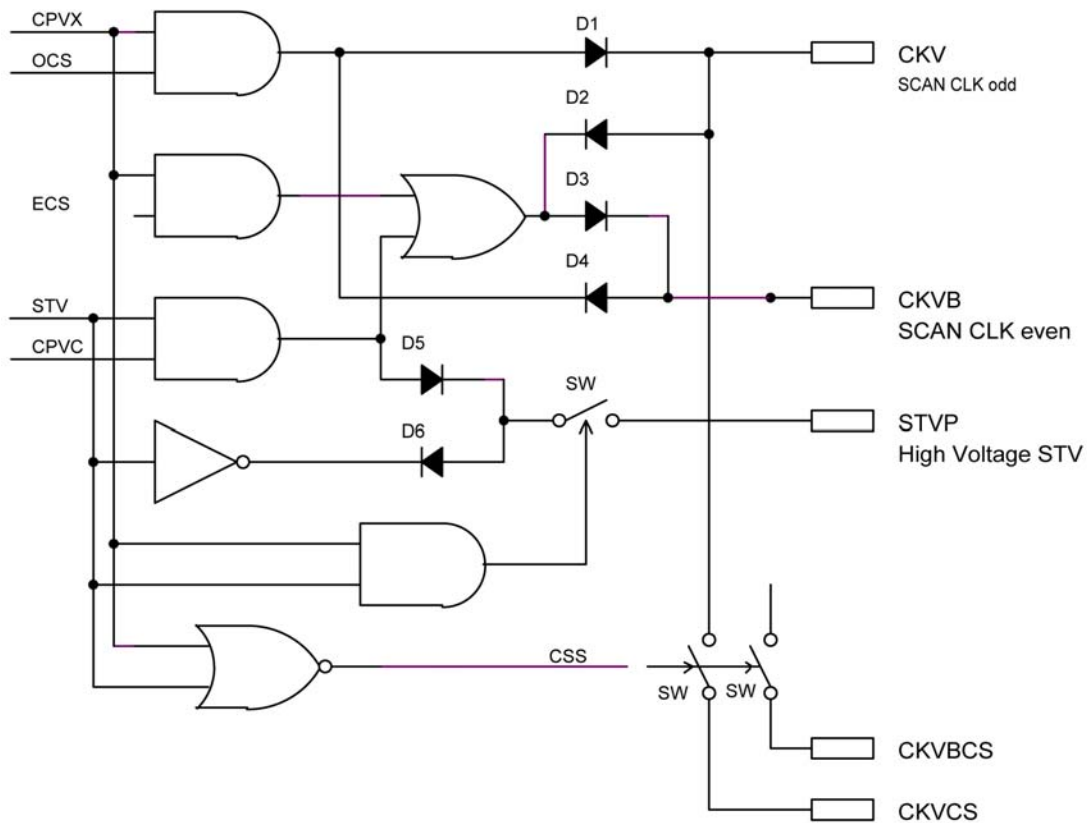 CPVX
OCS
ECS
STV
CPVC
D1
D2
D3
D4
D5
D6
SW
CSS
SW
SW
CKV
SCAN CLK odd
CKVB
SCAN CLK even
STVP
High Voltage STV
CKVBCS
CKVCS